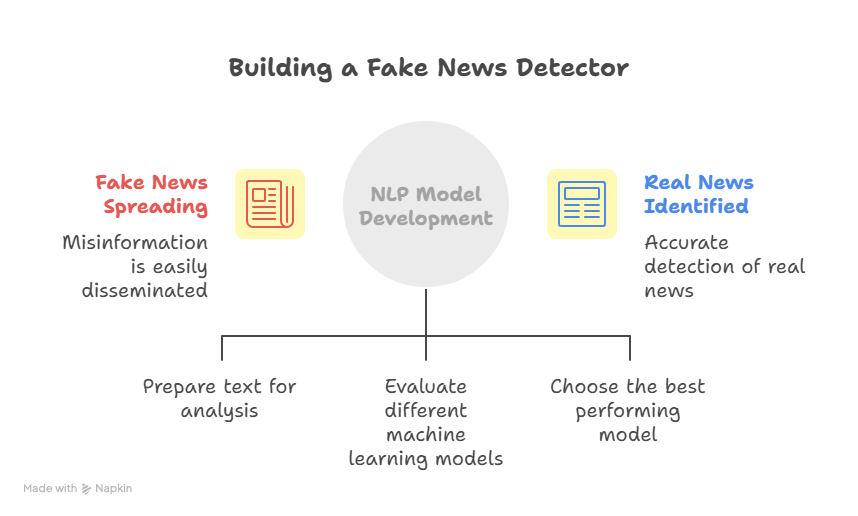 Building a Fake News Detector
Fake News
Spreading
Misinformation
is easily
disseminated
NLP Model
Development
Real News
Identified
Accurate
detection of real
news
Prepare text for
analysis
Evaluate
different
machine
learning models
Choose the best
performing
model
Made with Napkin